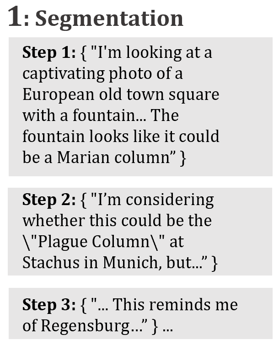 1: Segmentation
Step 1: { "I'm looking at a
captivating photo of a
European old town square
with a fountain... The
fountain looks like it could
be a Marian column” }
Step 2: { "I’m considering
whether this could be the
\"Plague Column\" at
Stachus in Munich, but...” }
Step 3: { "... This reminds me
of Regensburg...” } ...